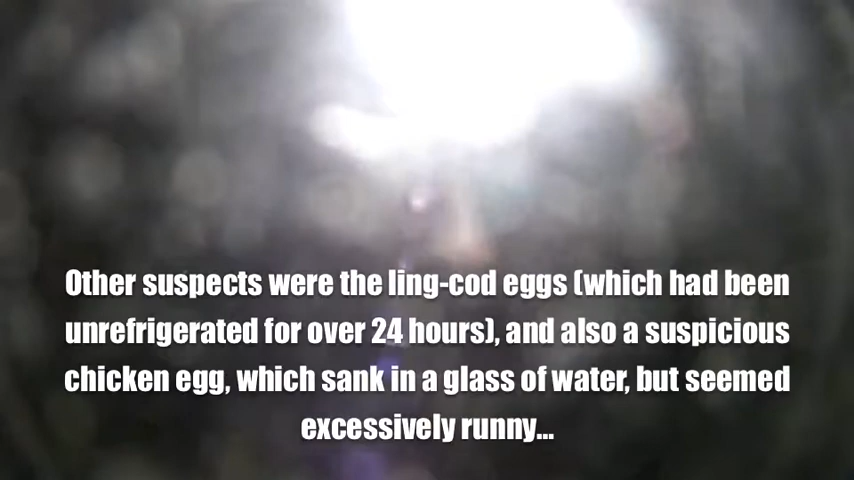 Other suspects were the ling-cod eggs (which had been
unrefrigerated for over 24 hours), and also a suspicious
chicken egg, which sank in a glass of water, but seemed
excessively runny...